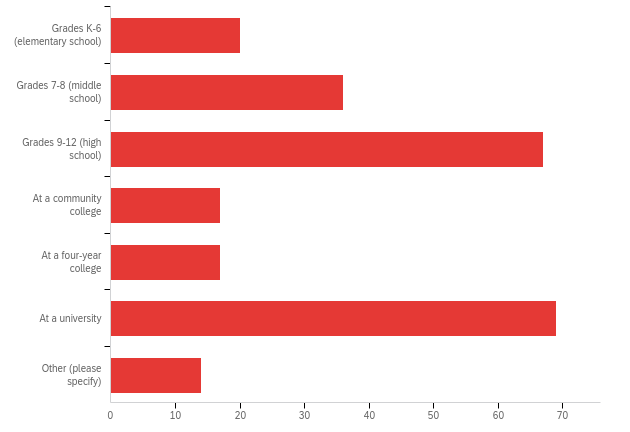 Grades K-6
(elementary school)
Grades 7-8 (middle
school)
Grades 9-12 (high
school)
At a community
college
At a four-year
college
At a university
Other (please
specify)
0 10 20 30 40 50 60 70